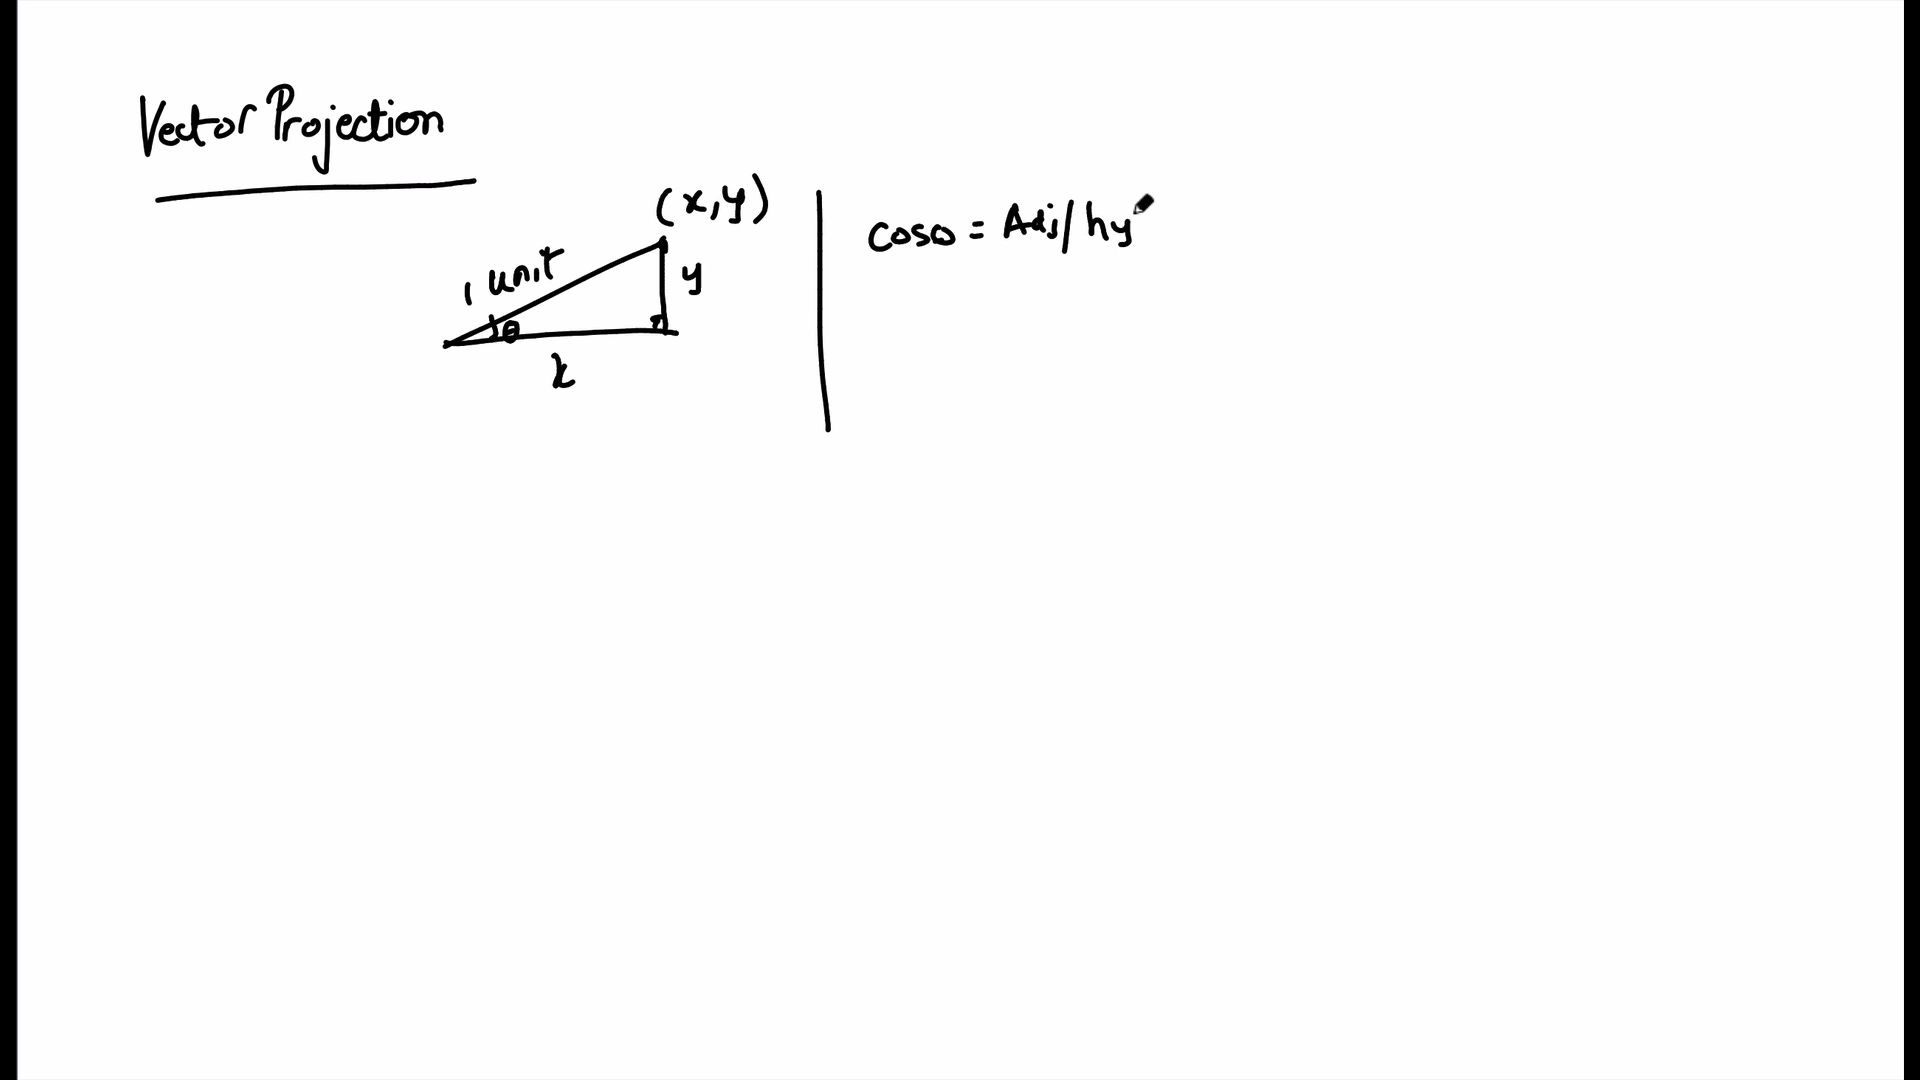 Vector Projection
(x,y)
1 unit
y
θ
x
cosθ = Adj/hy